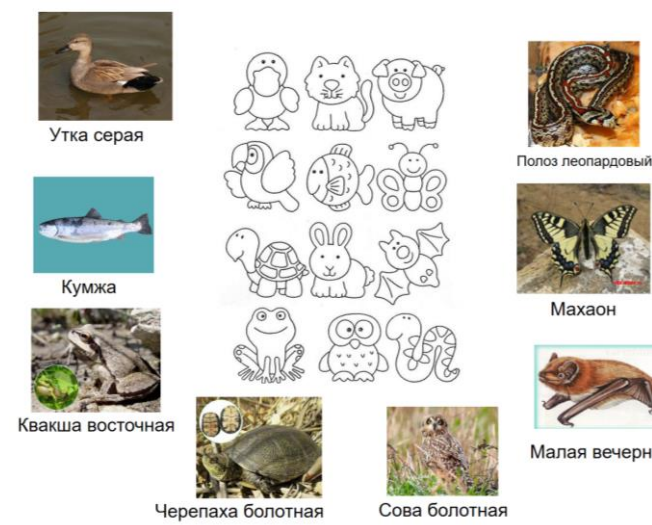 Утка серая
Полоз леопардовый
Кумжа
Махаон
Квакша восточная
Малая вечерн
Черепаха болотная
Сова болотная